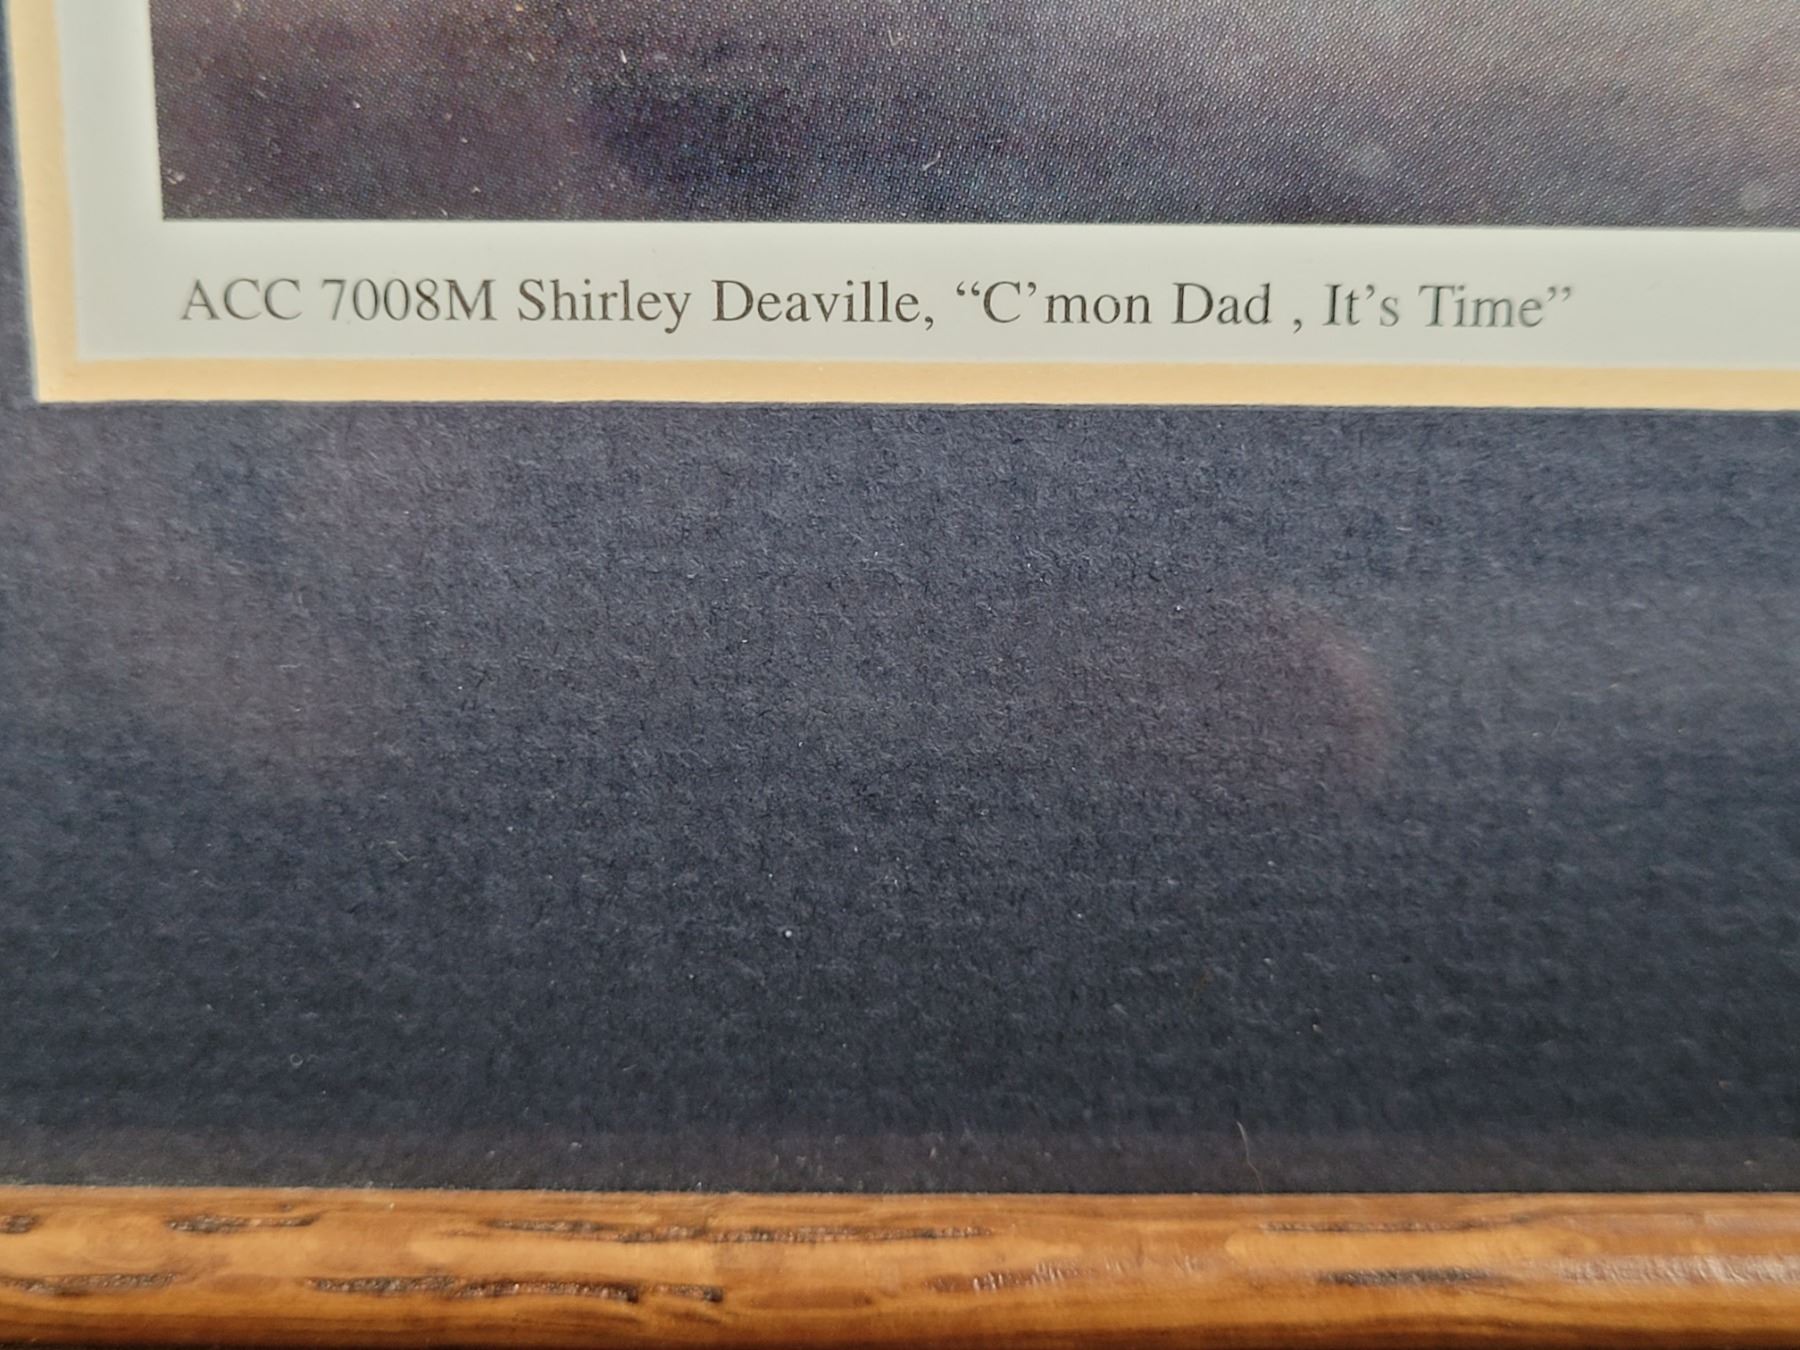 ACC 7008M Shirley Deaville, “C’mon Dad , It’s Time”